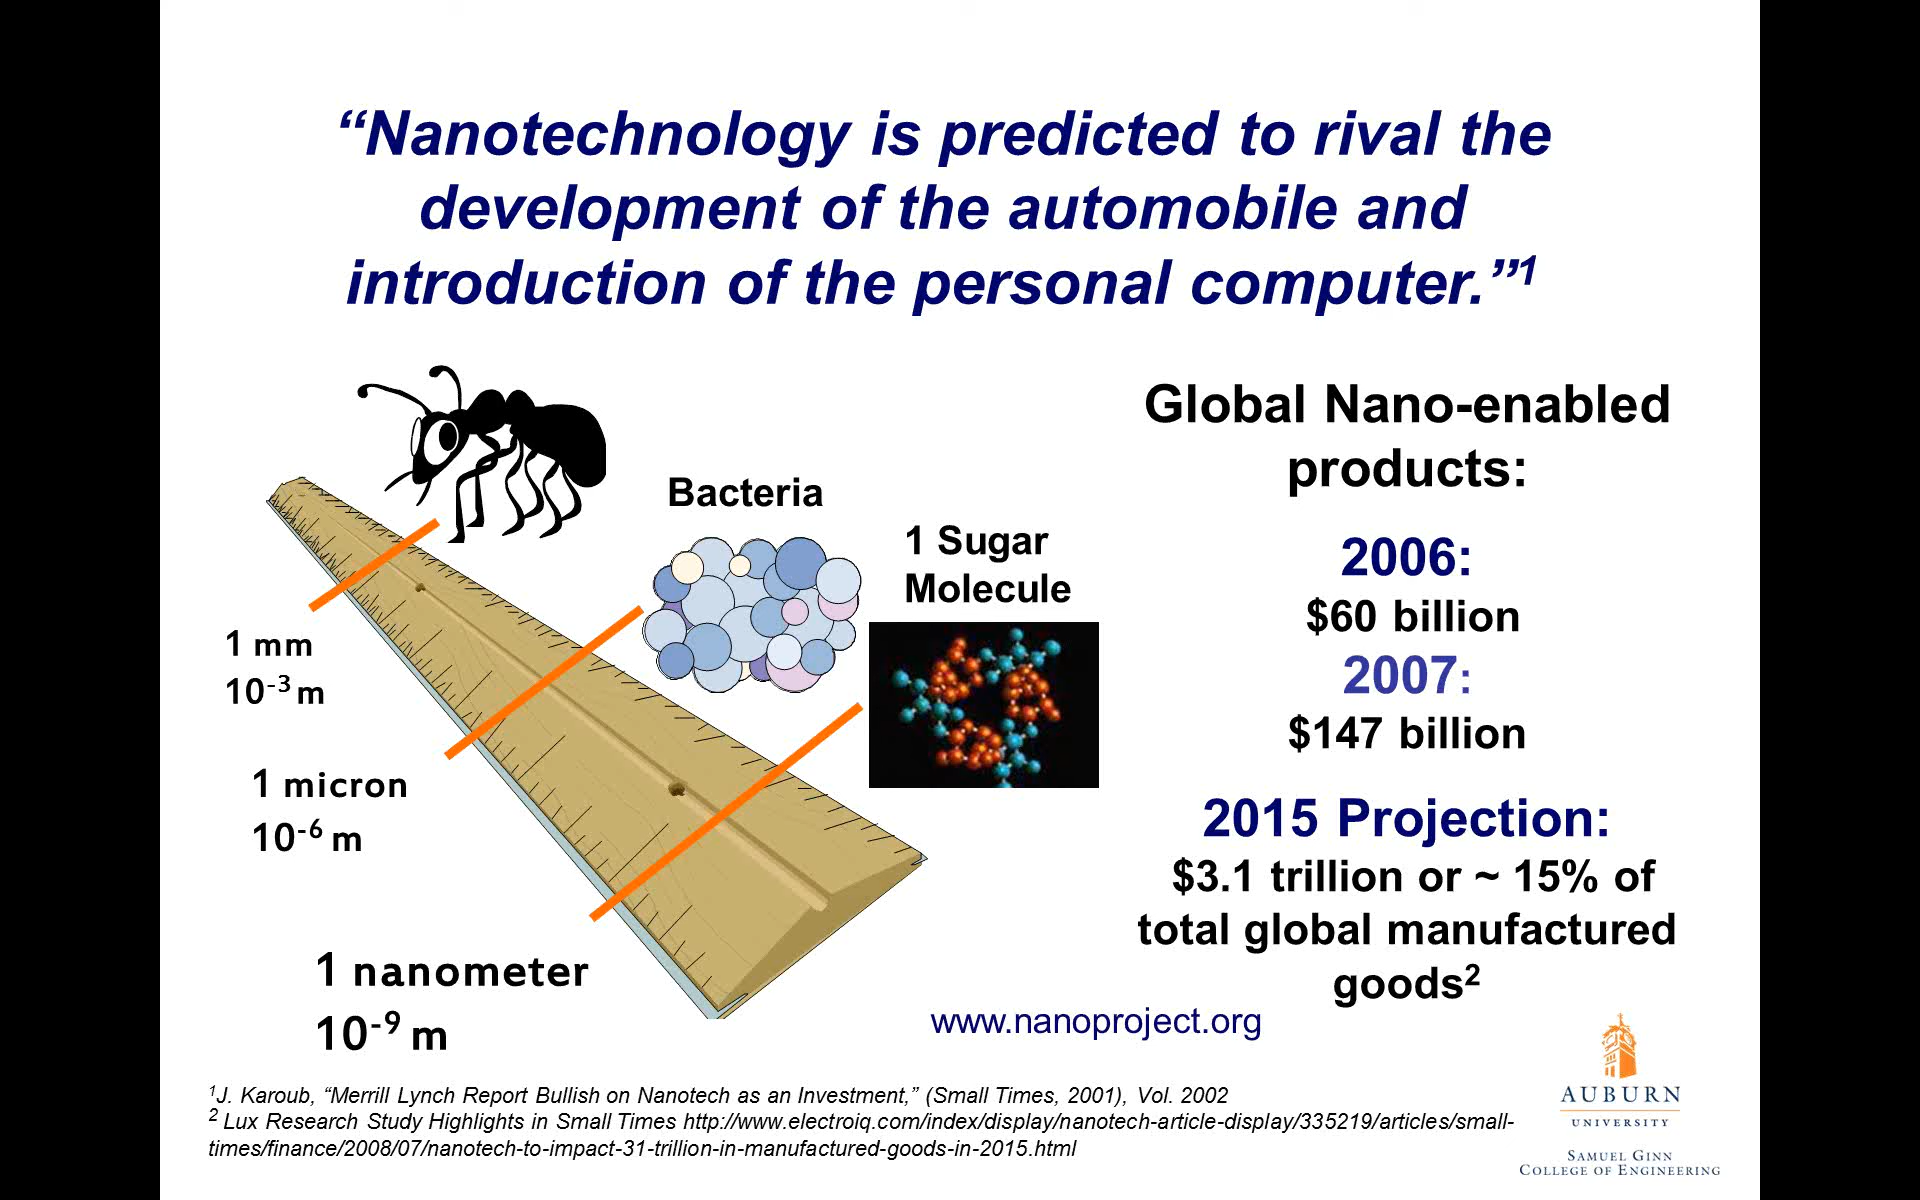 “Nanotechnology is predicted to rival the
development of the automobile and
introduction of the personal computer.”¹
Global Nano-enabled
products:
Bacteria
1 Sugar
Molecule
2006:
$60 billion
2007:
$147 billion
1 mm
10⁻³ m
1 micron
10⁻⁶ m
2015 Projection:
$3.1 trillion or ~ 15% of
total global manufactured
goods²
1 nanometer
10⁻⁹ m
www.nanoproject.org
¹J. Karoub, “Merrill Lynch Report Bullish on Nanotech as an Investment,” (Small Times, 2001), Vol. 2002
² Lux Research Study Highlights in Small Times http://www.electroiq.com/index/display/nanotech-article-display/335219/articles/small-
times/finance/2008/07/nanotech-to-impact-31-trillion-in-manufactured-goods-in-2015.html
AUBURN
UNIVERSITY
SAMUEL GINN
COLLEGE OF ENGINEERING